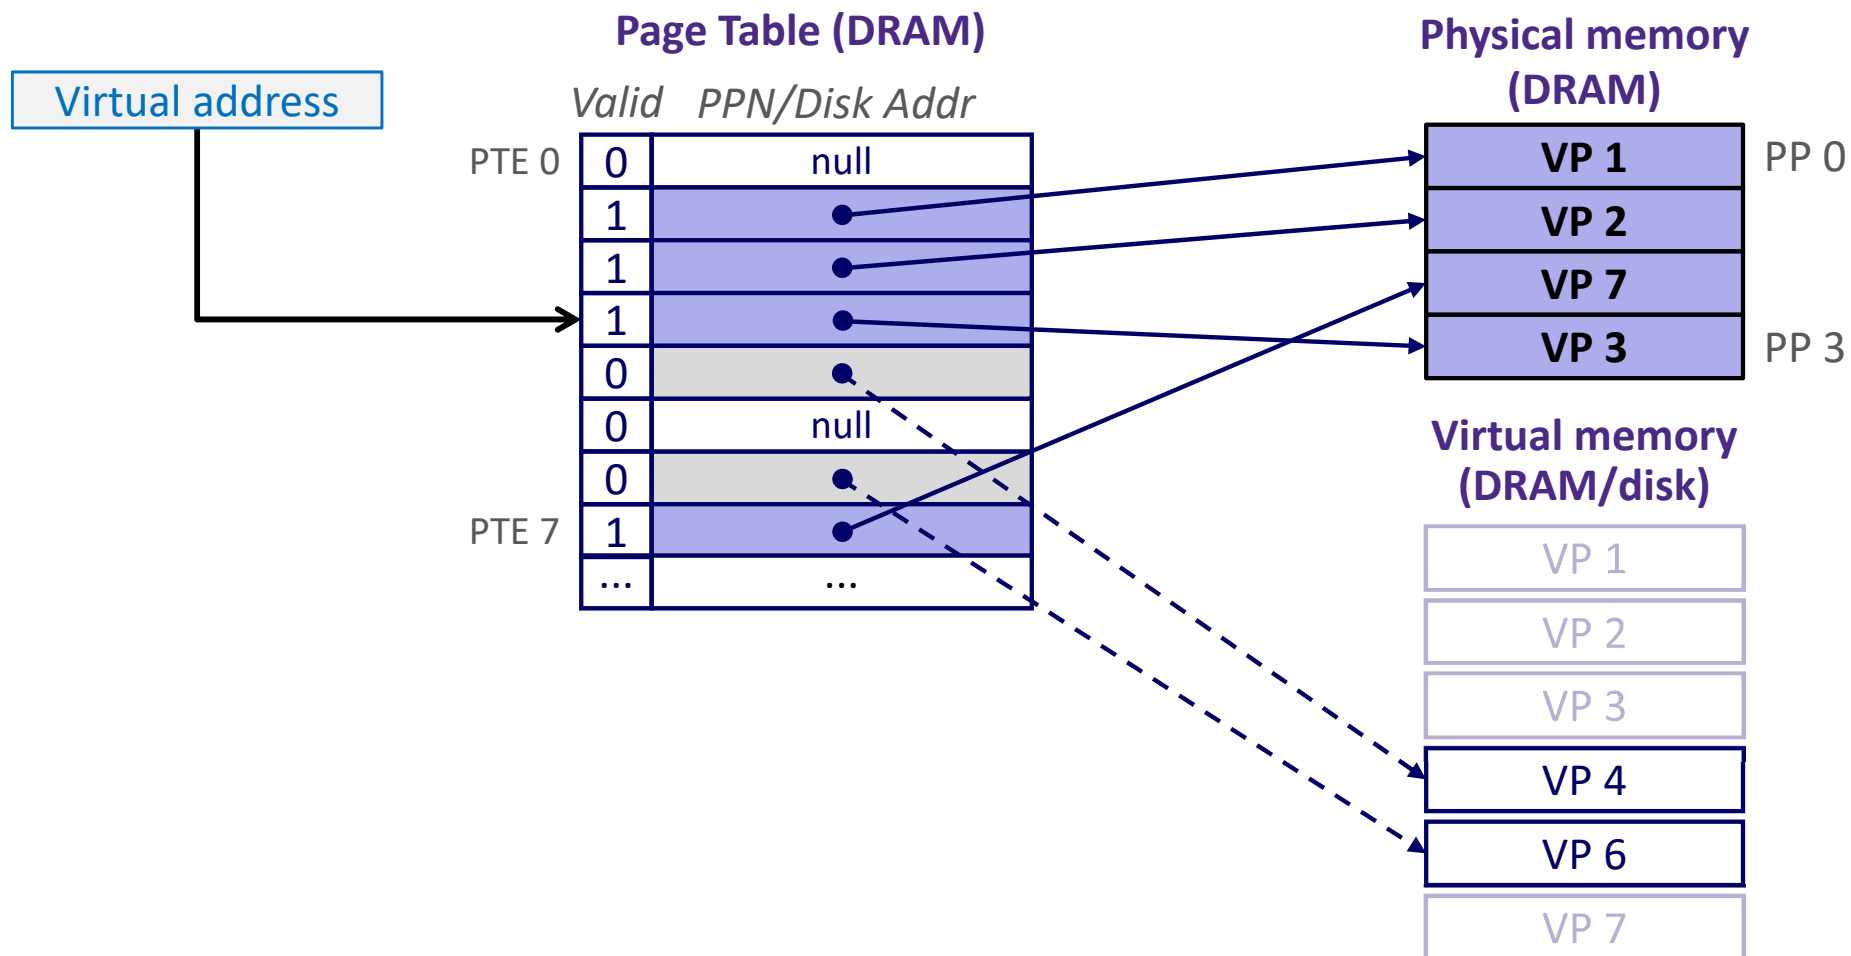 Page Table (DRAM)
Physical memory
(DRAM)
Virtual address
Valid PPN/Disk Addr
PTE 0 0 null
1
1
1
0
0 null
0
PTE 7 1
... ...
VP 1 PP 0
VP 2
VP 7
VP 3 PP 3
Virtual memory
(DRAM/disk)
VP 1
VP 2
VP 3
VP 4
VP 6
VP 7